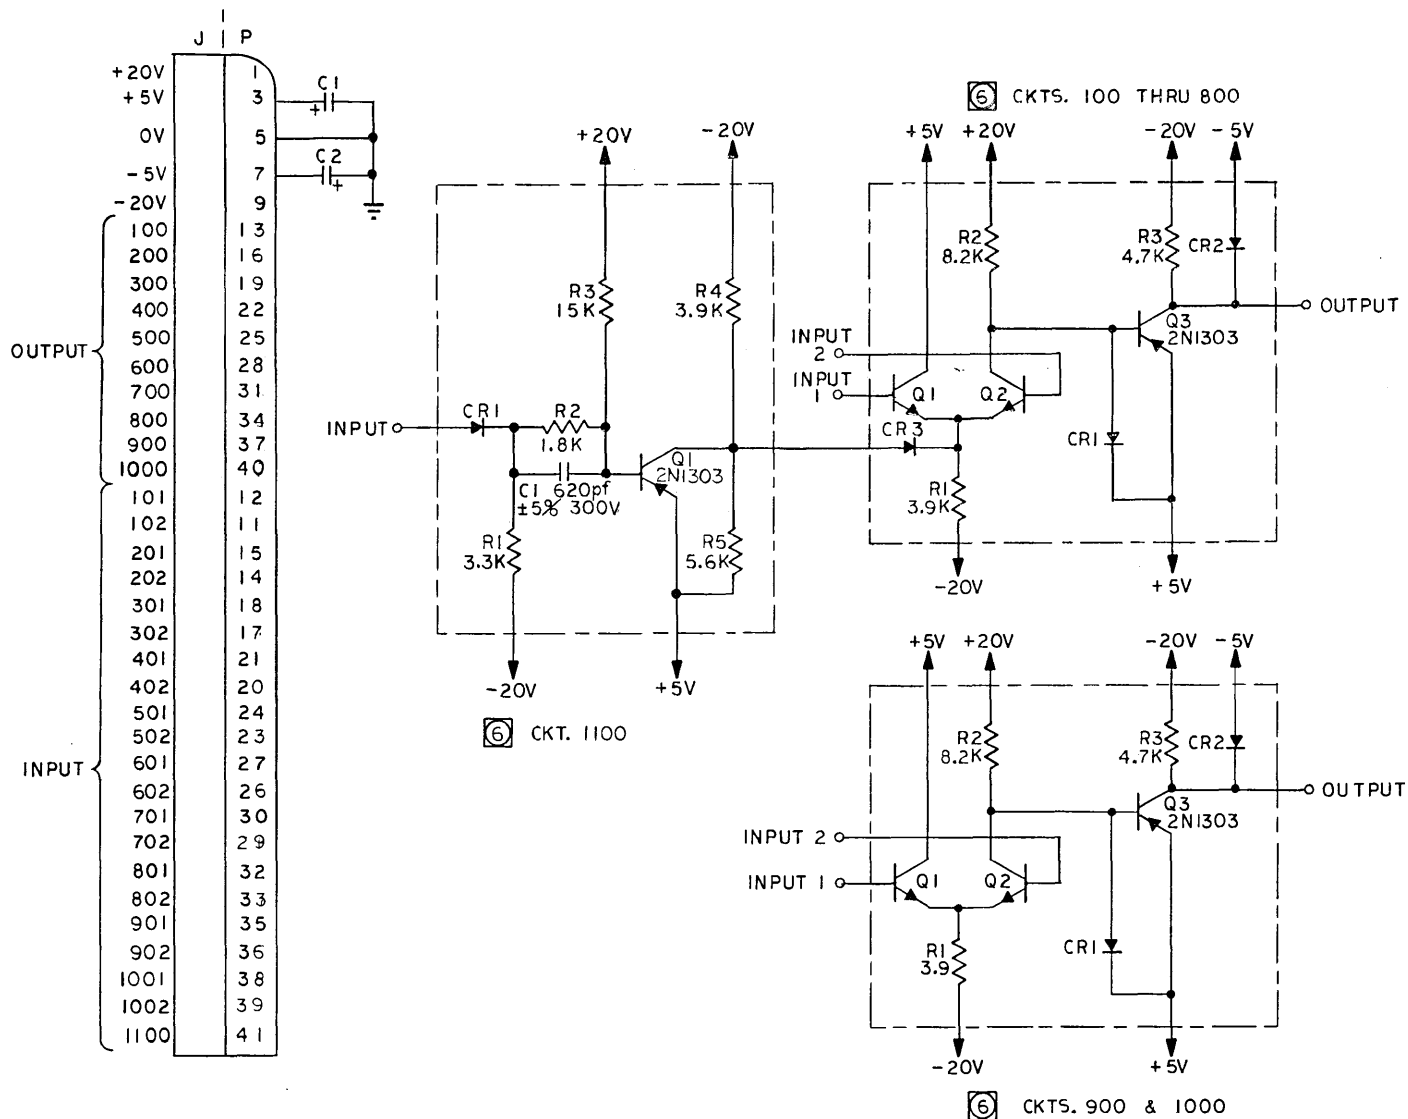 J P
+20V 1
+5V 3
0V 5
-5V 7
-20V 9
100 13
200 16
300 19
400 22
500 25
600 28
700 31
800 34
900 37
1000 40
101 12
102 11
201 15
202 14
301 18
302 17
401 21
402 20
501 24
502 23
601 27
602 26
701 30
702 29
801 32
802 33
901 35
902 36
1001 38
1002 39
1100 41
OUTPUT
INPUT
C1
+
C2
+
+20V
-20V
R3
15K
R4
3.9K
INPUT
CR1
R2
1.8K
C1 620pf
±5% 300V
Q1
2N1303
R1
3.3K
R5
5.6K
-20V
+5V
6 CKT. 1100
6 CKTS. 100 THRU 800
+5V +20V
-20V -5V
R2
8.2K
R3
4.7K
CR2
OUTPUT
Q3
2N1303
INPUT
2
INPUT
1
Q1 Q2
CR3
CR1
R1
3.9K
-20V
+5V
+5V +20V
-20V -5V
R2
8.2K
R3
4.7K
CR2
OUTPUT
Q3
2N1303
INPUT 2
INPUT 1
Q1 Q2
CR1
R1
3.9
-20V
+5V
6 CKTS. 900 & 1000